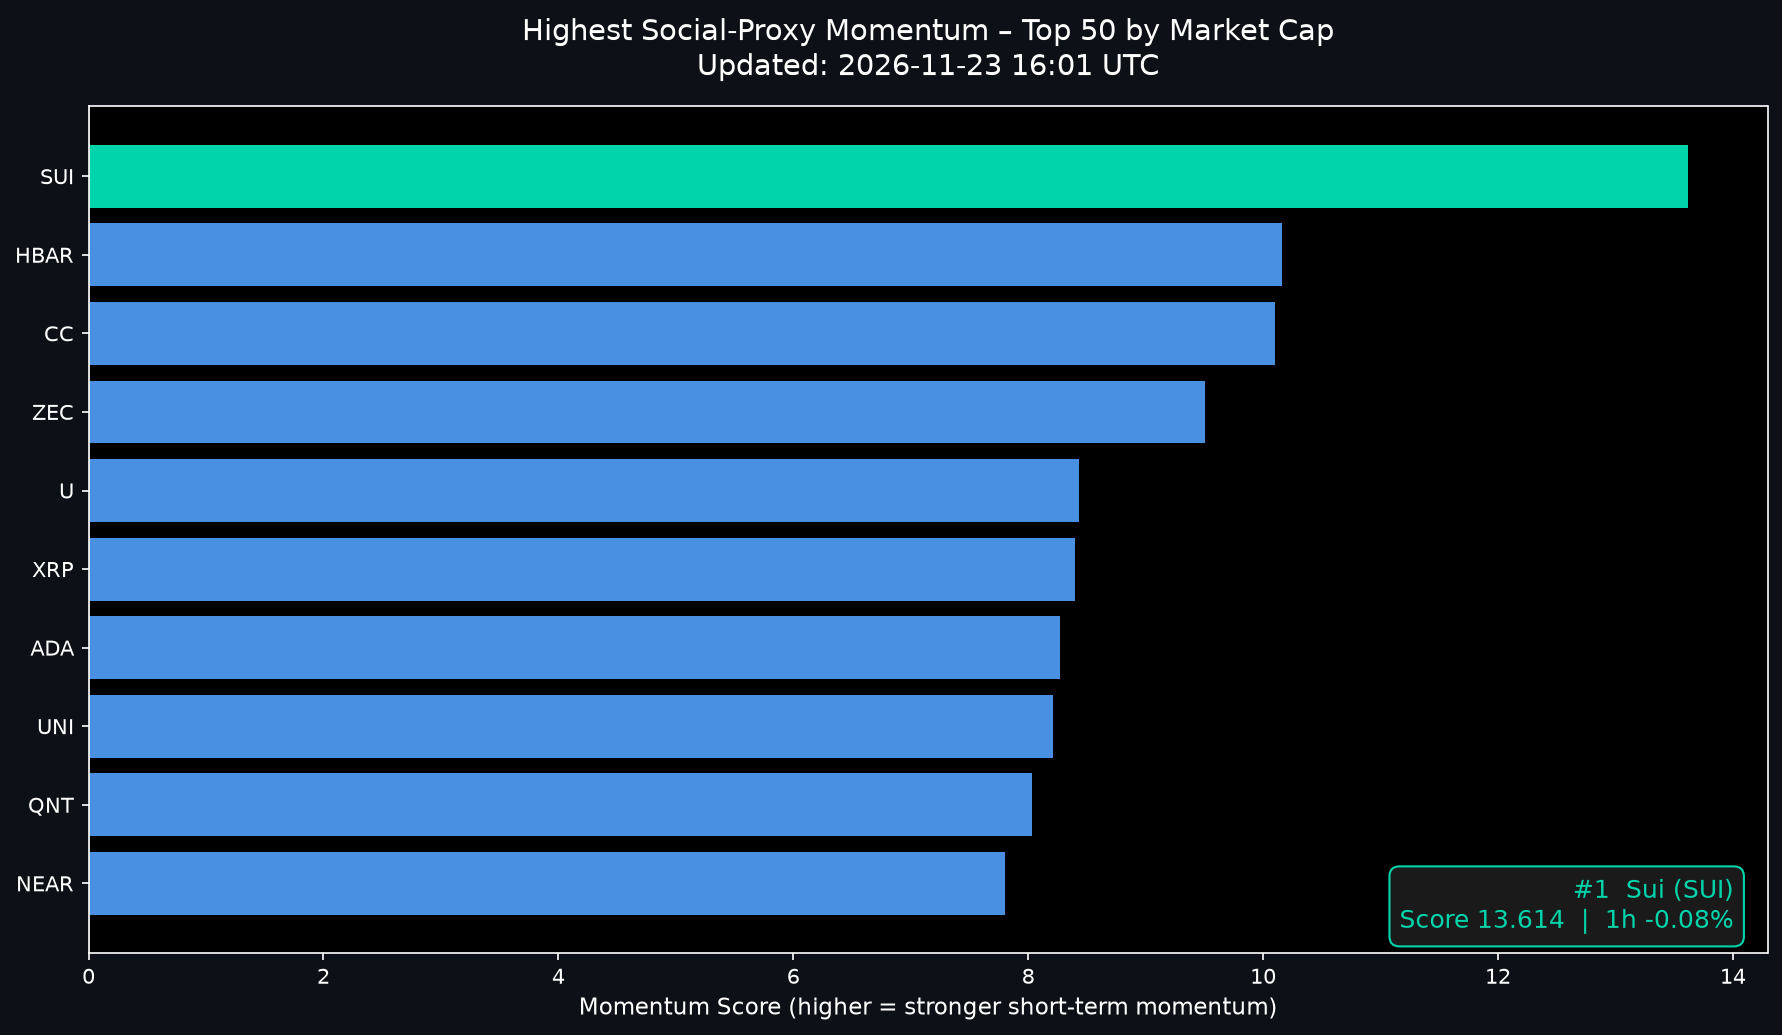 Highest Social-Proxy Momentum – Top 50 by Market Cap
Updated: 2026-11-23 16:01 UTC
SUI
HBAR
CC
ZEC
U
XRP
ADA
UNI
QNT
NEAR
#1  Sui (SUI)
Score 13.614  |  1h -0.08%
0 2 4 6 8 10 12 14
Momentum Score (higher = stronger short-term momentum)